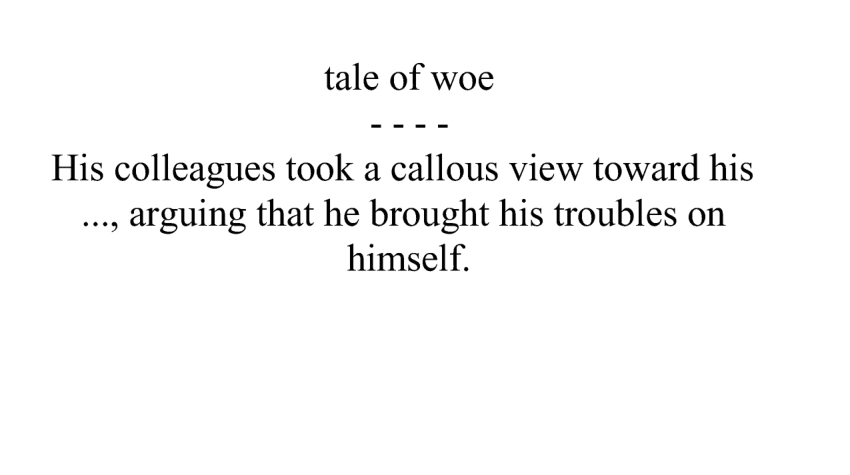 tale of woe
- - - -
His colleagues took a callous view toward his
..., arguing that he brought his troubles on
himself.